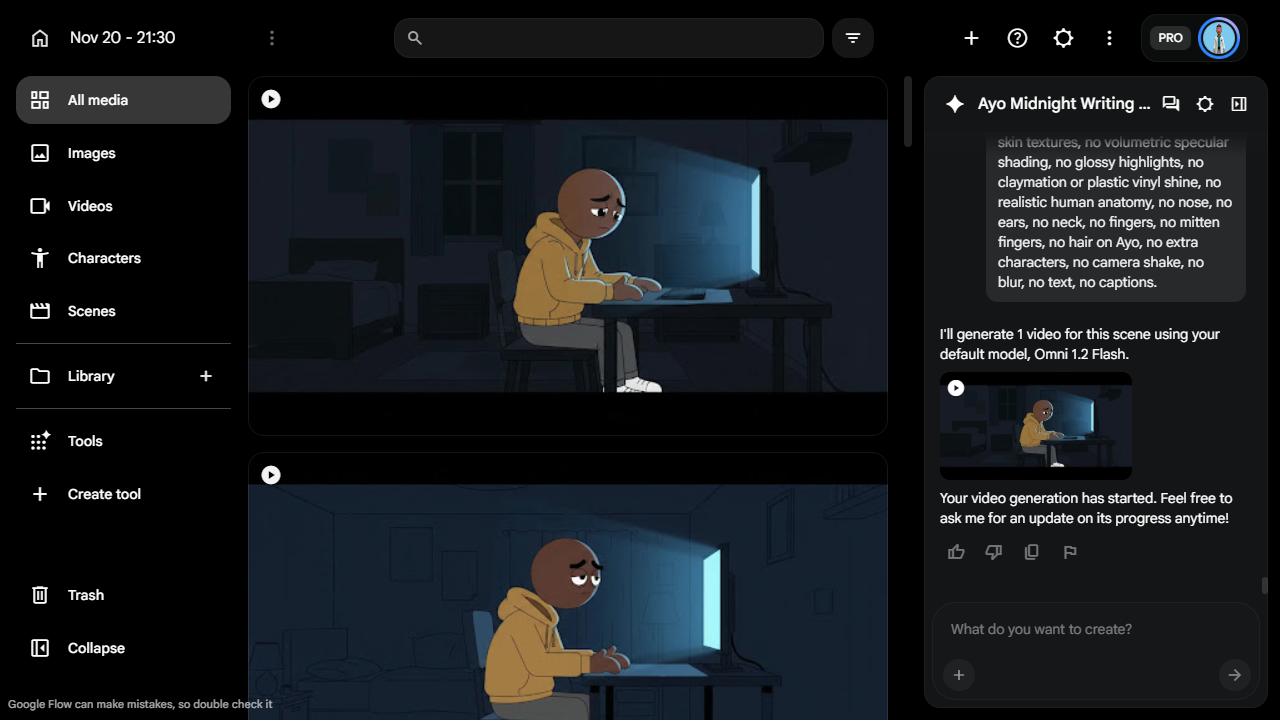 Nov 20 - 21:30
PRO
All media
Images
Videos
Characters
Scenes
Library
Tools
Create tool
Trash
Collapse
Google Flow can make mistakes, so double check it
Ayo Midnight Writing ...
skin textures, no volumetric specular
shading, no glossy highlights, no
claymation or plastic vinyl shine, no
realistic human anatomy, no nose, no
ears, no neck, no fingers, no mitten
fingers, no hair on Ayo, no extra
characters, no camera shake, no
blur, no text, no captions.
I'll generate 1 video for this scene using your
default model, Omni 1.2 Flash.
Your video generation has started. Feel free to
ask me for an update on its progress anytime!
What do you want to create?